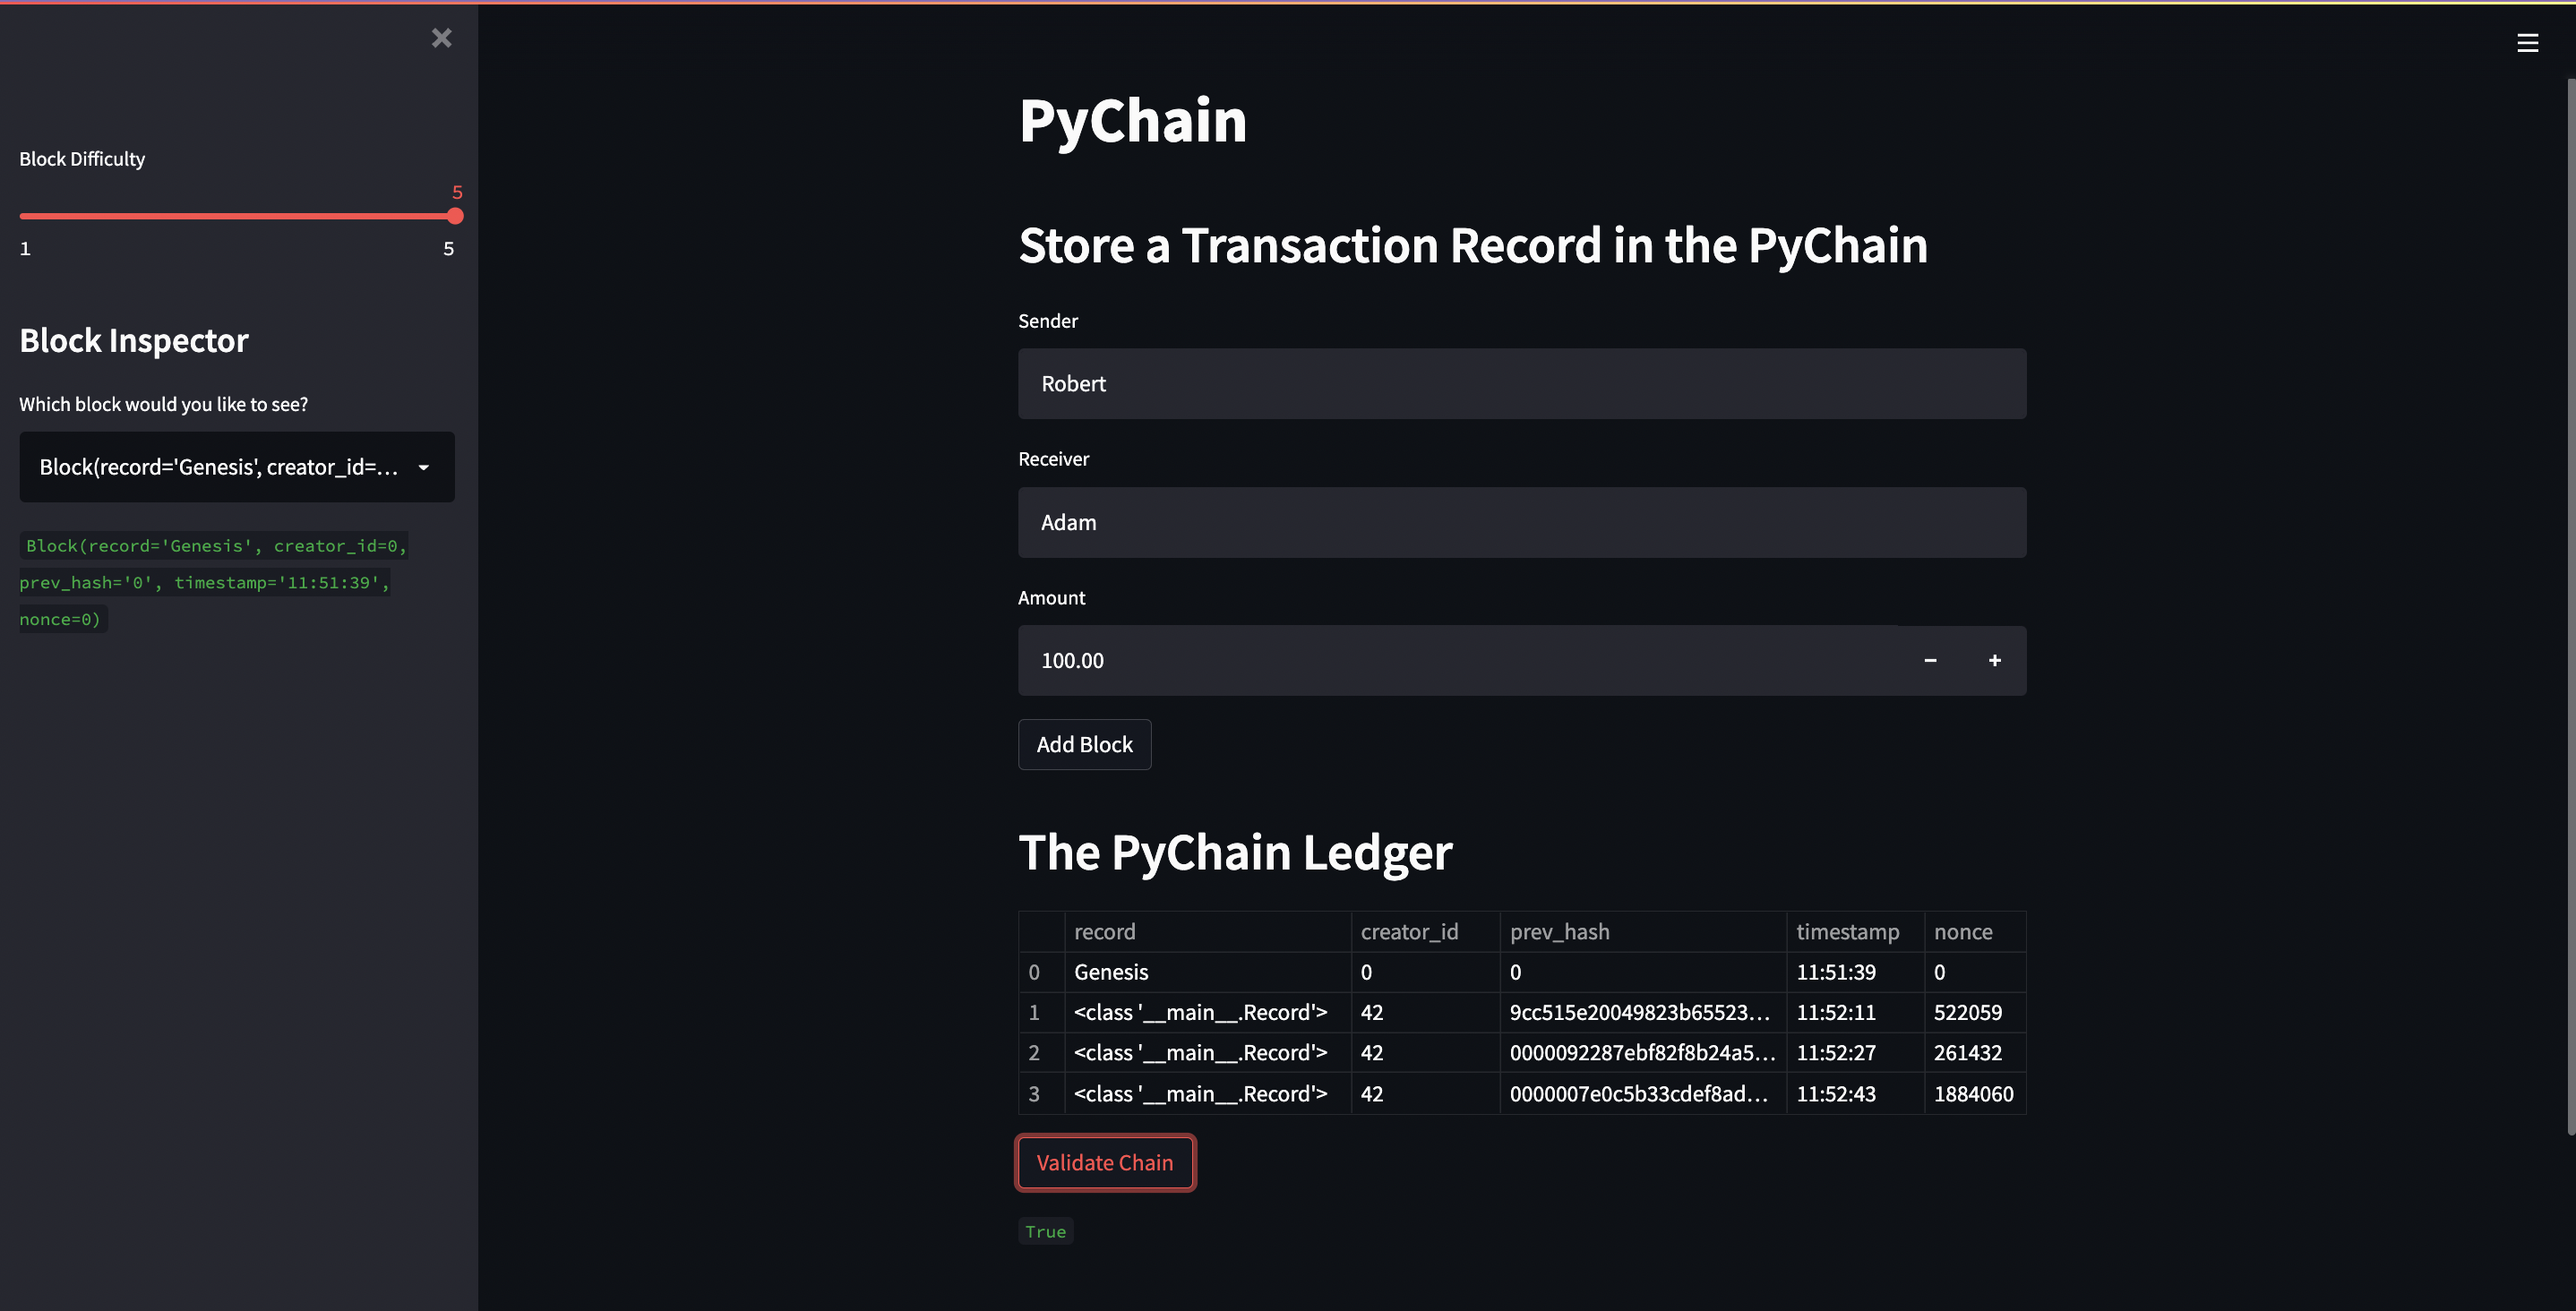 Block Difficulty
5
1 5
Block Inspector
Which block would you like to see?
Block(record='Genesis', creator_id=...
Block(record='Genesis', creator_id=0,
prev_hash='0', timestamp='11:51:39',
nonce=0)
PyChain
Store a Transaction Record in the PyChain
Sender
Robert
Receiver
Adam
Amount
100.00 − +
Add Block
The PyChain Ledger
record creator_id prev_hash timestamp nonce
0 Genesis 0 0 11:51:39 0
1 <class '__main__.Record'> 42 9cc515e20049823b65523... 11:52:11 522059
2 <class '__main__.Record'> 42 0000092287ebf82f8b24a5... 11:52:27 261432
3 <class '__main__.Record'> 42 0000007e0c5b33cdef8ad... 11:52:43 1884060
Validate Chain
True